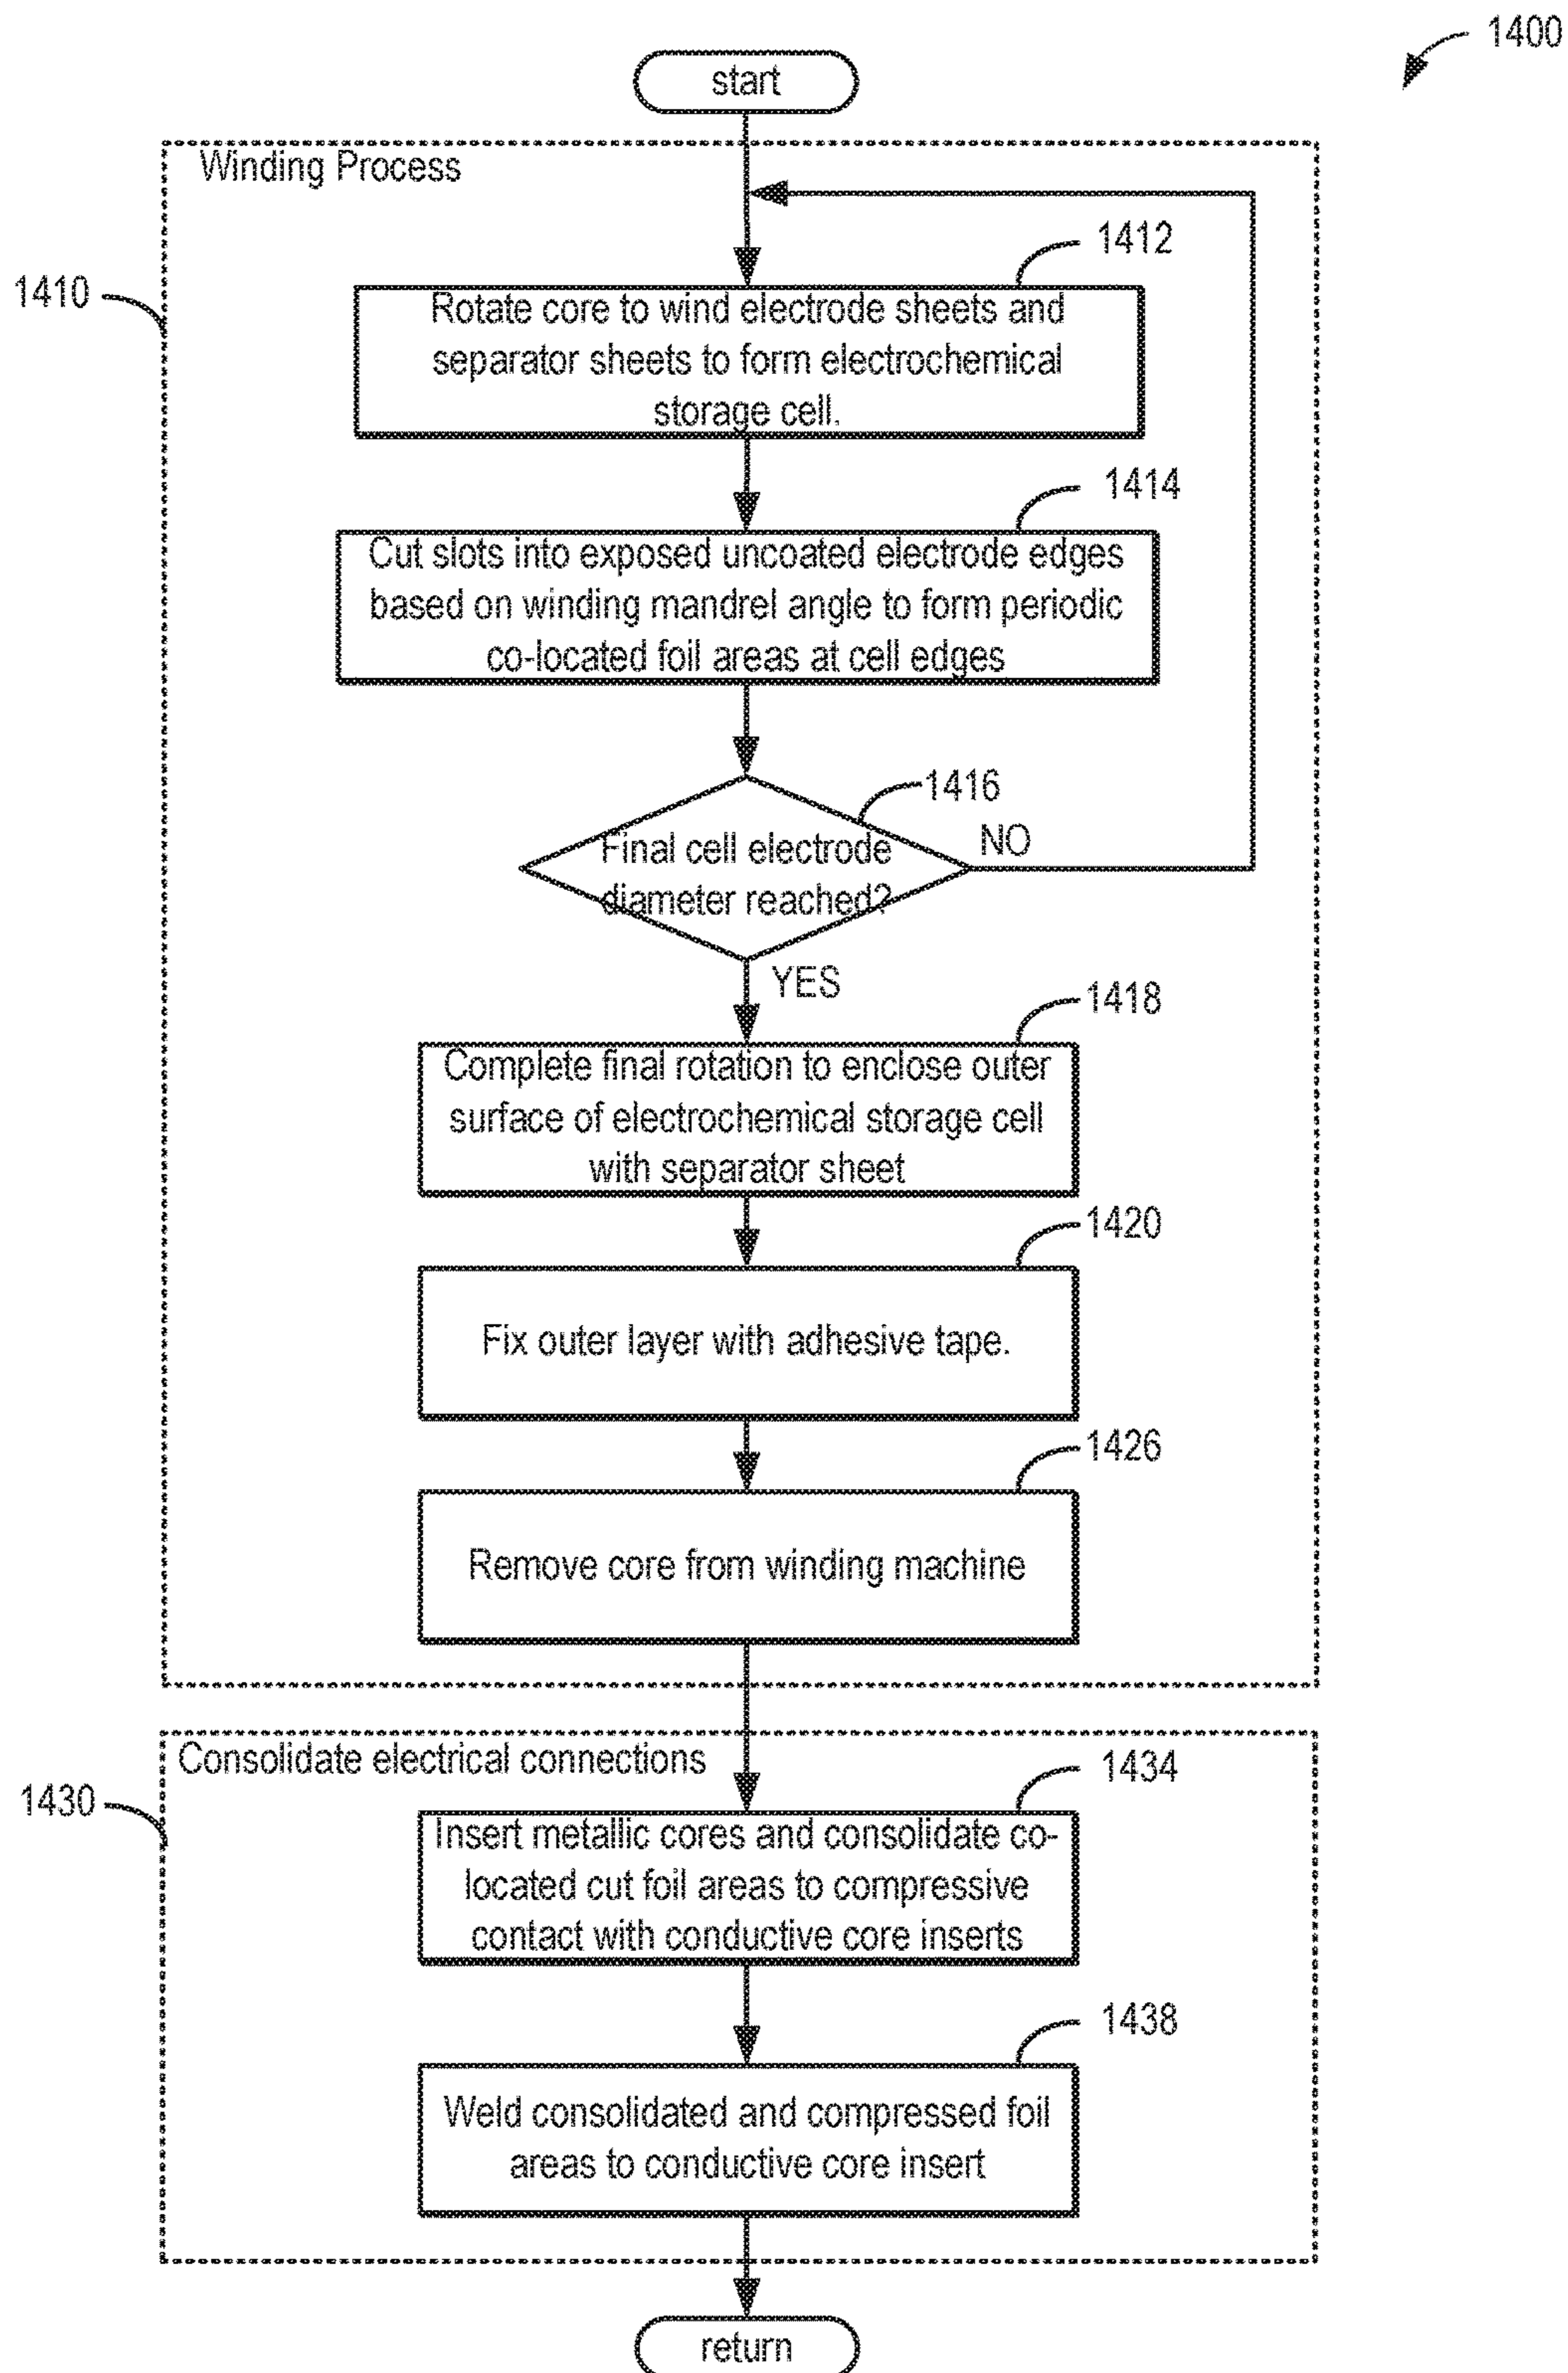 1400
start
Winding Process
1412
1410
Rotate core to wind electrode sheets and
separator sheets to form electrochemical
storage cell.
1414
Cut slots into exposed uncoated electrode edges
based on winding mandrel angle to form periodic
co-located foil areas at cell edges
1416
NO
Final cell electrode
diameter reached?
YES
1418
Complete final rotation to enclose outer
surface of electrochemical storage cell
with separator sheet
1420
Fix outer layer with adhesive tape.
1426
Remove core from winding machine
Consolidate electrical connections
1434
1430
Insert metallic cores and consolidate co-
located cut foil areas to compressive
contact with conductive core inserts
1438
Weld consolidated and compressed foil
areas to conductive core insert
return